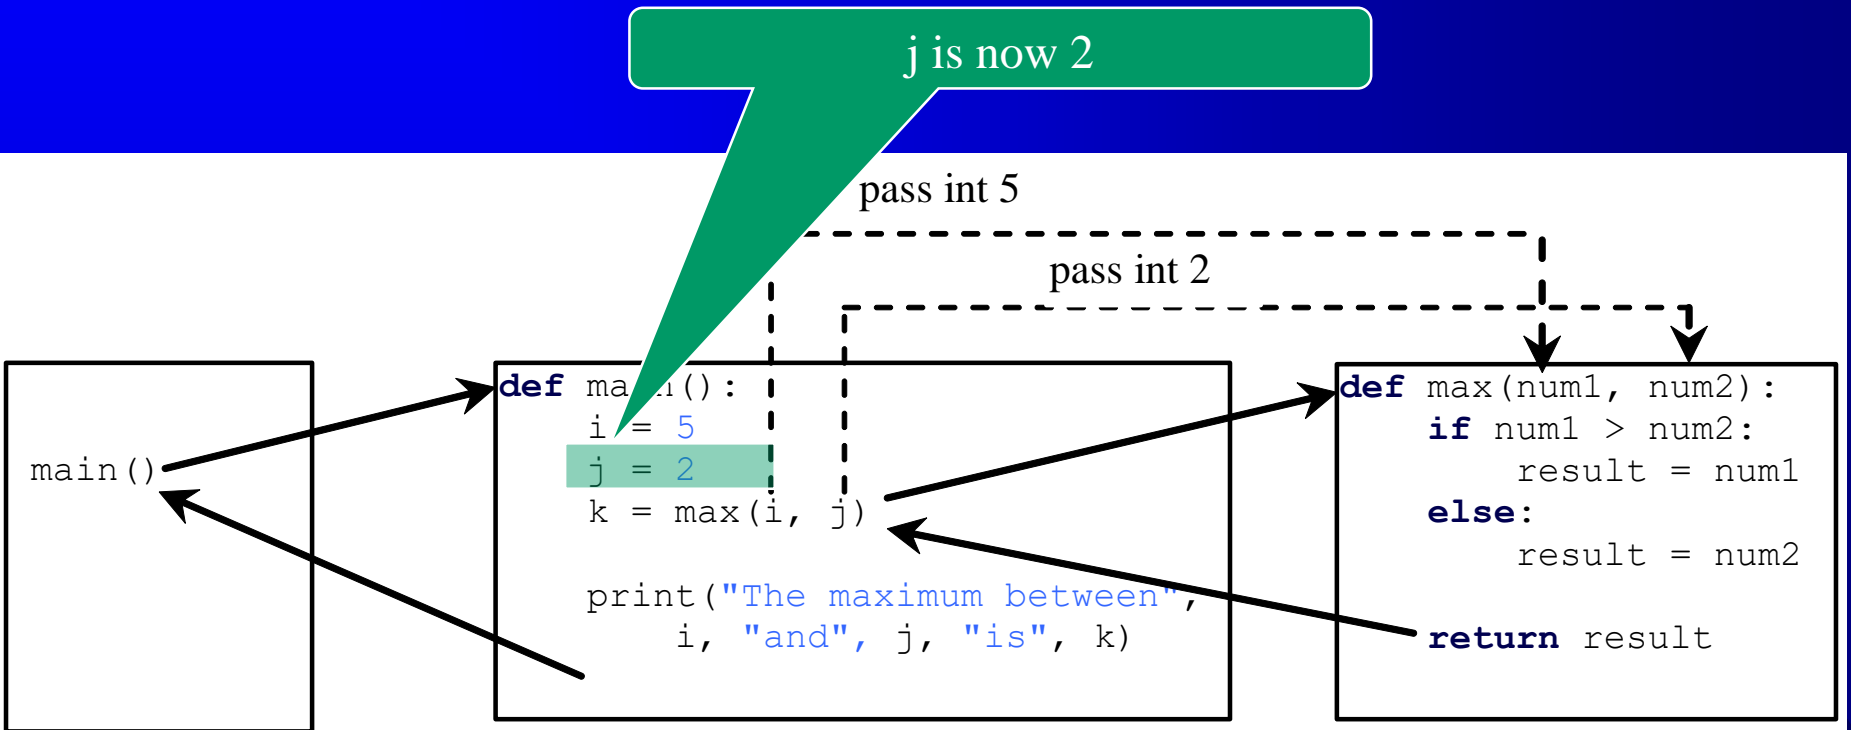 j is now 2
pass int 5
pass int 2
main()
def main():
    i = 5
    j = 2
    k = max(i, j)
    print("The maximum between",
        i, "and", j, "is", k)
def max(num1, num2):
    if num1 > num2:
        result = num1
    else:
        result = num2
    return result